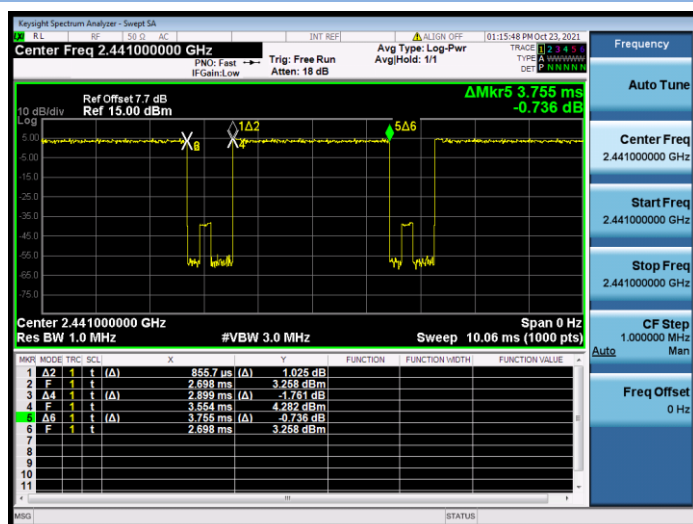 Keysight Spectrum Analyzer - Swept SA
LXI RL RF 50 Ω AC INT REF ALIGN OFF 01:15:48 PM Oct 23, 2021
Center Freq 2.441000000 GHz
PNO: Fast Trig: Free Run Avg Type: Log-Pwr TRACE 1 2 3 4 5 6
IFGain:Low Atten: 18 dB Avg|Hold: 1/1 TYPE A WWWWW
DET P N N N N N
ΔMkr5 3.755 ms
-0.736 dB
Ref Offset 7.7 dB
10 dB/div Ref 15.00 dBm
Log
5.00
-5.00
-15.0
-25.0
-35.0
-45.0
-55.0
-65.0
-75.0
1Δ2
5Δ6
4
Center 2.441000000 GHz Span 0 Hz
Res BW 1.0 MHz #VBW 3.0 MHz Sweep 10.06 ms (1000 pts)
MKR MODE TRC SCL X Y FUNCTION FUNCTION WIDTH FUNCTION VALUE
1 Δ2 1 t (Δ) 855.7 µs (Δ) 1.025 dB
2 F 1 t 2.698 ms 3.258 dBm
3 Δ4 1 t (Δ) 2.899 ms (Δ) -1.761 dB
4 F 1 t 3.554 ms 4.282 dBm
5 Δ6 1 t (Δ) 3.755 ms (Δ) -0.736 dB
6 F 1 t 2.698 ms 3.258 dBm
7
8
9
10
11
MSG STATUS
Frequency
Auto Tune
Center Freq
2.441000000 GHz
Start Freq
2.441000000 GHz
Stop Freq
2.441000000 GHz
CF Step
1.000000 MHz
Auto Man
Freq Offset
0 Hz